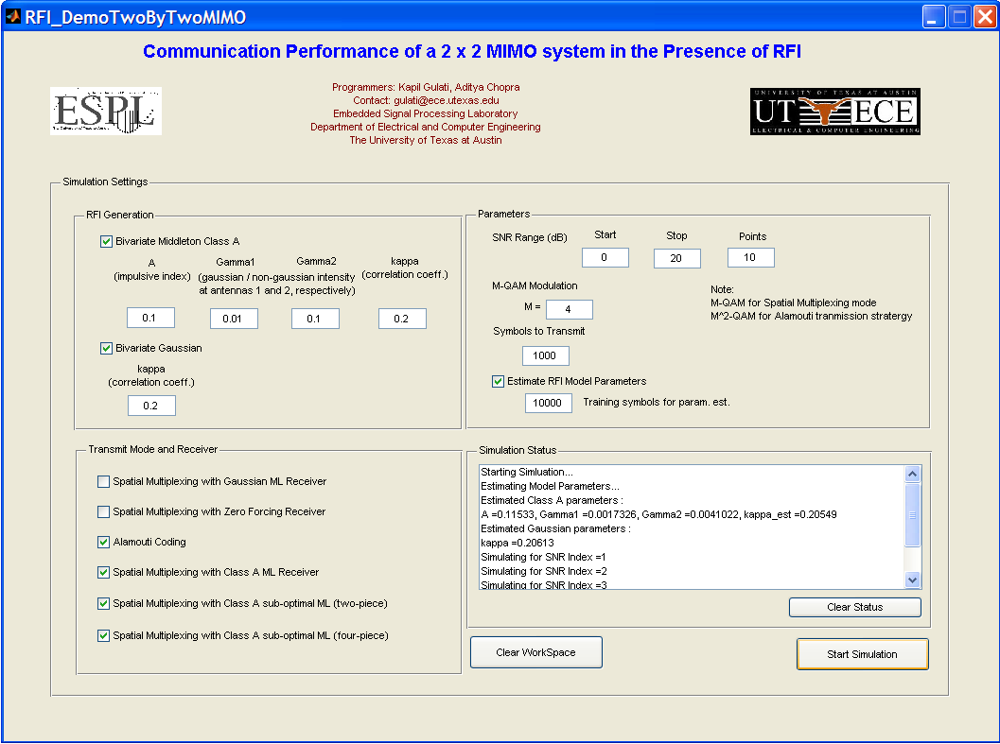 RFI_DemoTwoByTwoMIMO
Communication Performance of a 2 x 2 MIMO system in the Presence of RFI
ESPL
Programmers: Kapil Gulati, Aditya Chopra
Contact: gulati@ece.utexas.edu
Embedded Signal Processing Laboratory
Department of Electrical and Computer Engineering
The University of Texas at Austin
UNIVERSITY OF TEXAS AT AUSTIN
UT ECE
ELECTRICAL & COMPUTER ENGINEERING
Simulation Settings
RFI Generation
Bivariate Middleton Class A
A
(impulsive index)
Gamma1
Gamma2
(gaussian / non-gaussian intensity
at antennas 1 and 2, respectively)
kappa
(correlation coeff.)
0.1
0.01
0.1
0.2
Bivariate Gaussian
kappa
(correlation coeff.)
0.2
Parameters
SNR Range (dB)
Start
Stop
Points
0
20
10
M-QAM Modulation
M =
4
Note:
M-QAM for Spatial Multiplexing mode
M^2-QAM for Alamouti tranmission stratergy
Symbols to Transmit
1000
Estimate RFI Model Parameters
10000
Training symbols for param. est.
Transmit Mode and Receiver
Spatial Multiplexing with Gaussian ML Receiver
Spatial Multiplexing with Zero Forcing Receiver
Alamouti Coding
Spatial Multiplexing with Class A ML Receiver
Spatial Multiplexing with Class A sub-optimal ML (two-piece)
Spatial Multiplexing with Class A sub-optimal ML (four-piece)
Simulation Status
Starting Simluation...
Estimating Model Parameters...
Estimated Class A parameters :
A =0.11533, Gamma1 =0.0017326, Gamma2 =0.0041022, kappa_est =0.20549
Estimated Gaussian parameters :
kappa =0.20613
Simulating for SNR Index =1
Simulating for SNR Index =2
Simulating for SNR Index =3
Clear Status
Clear WorkSpace
Start Simulation